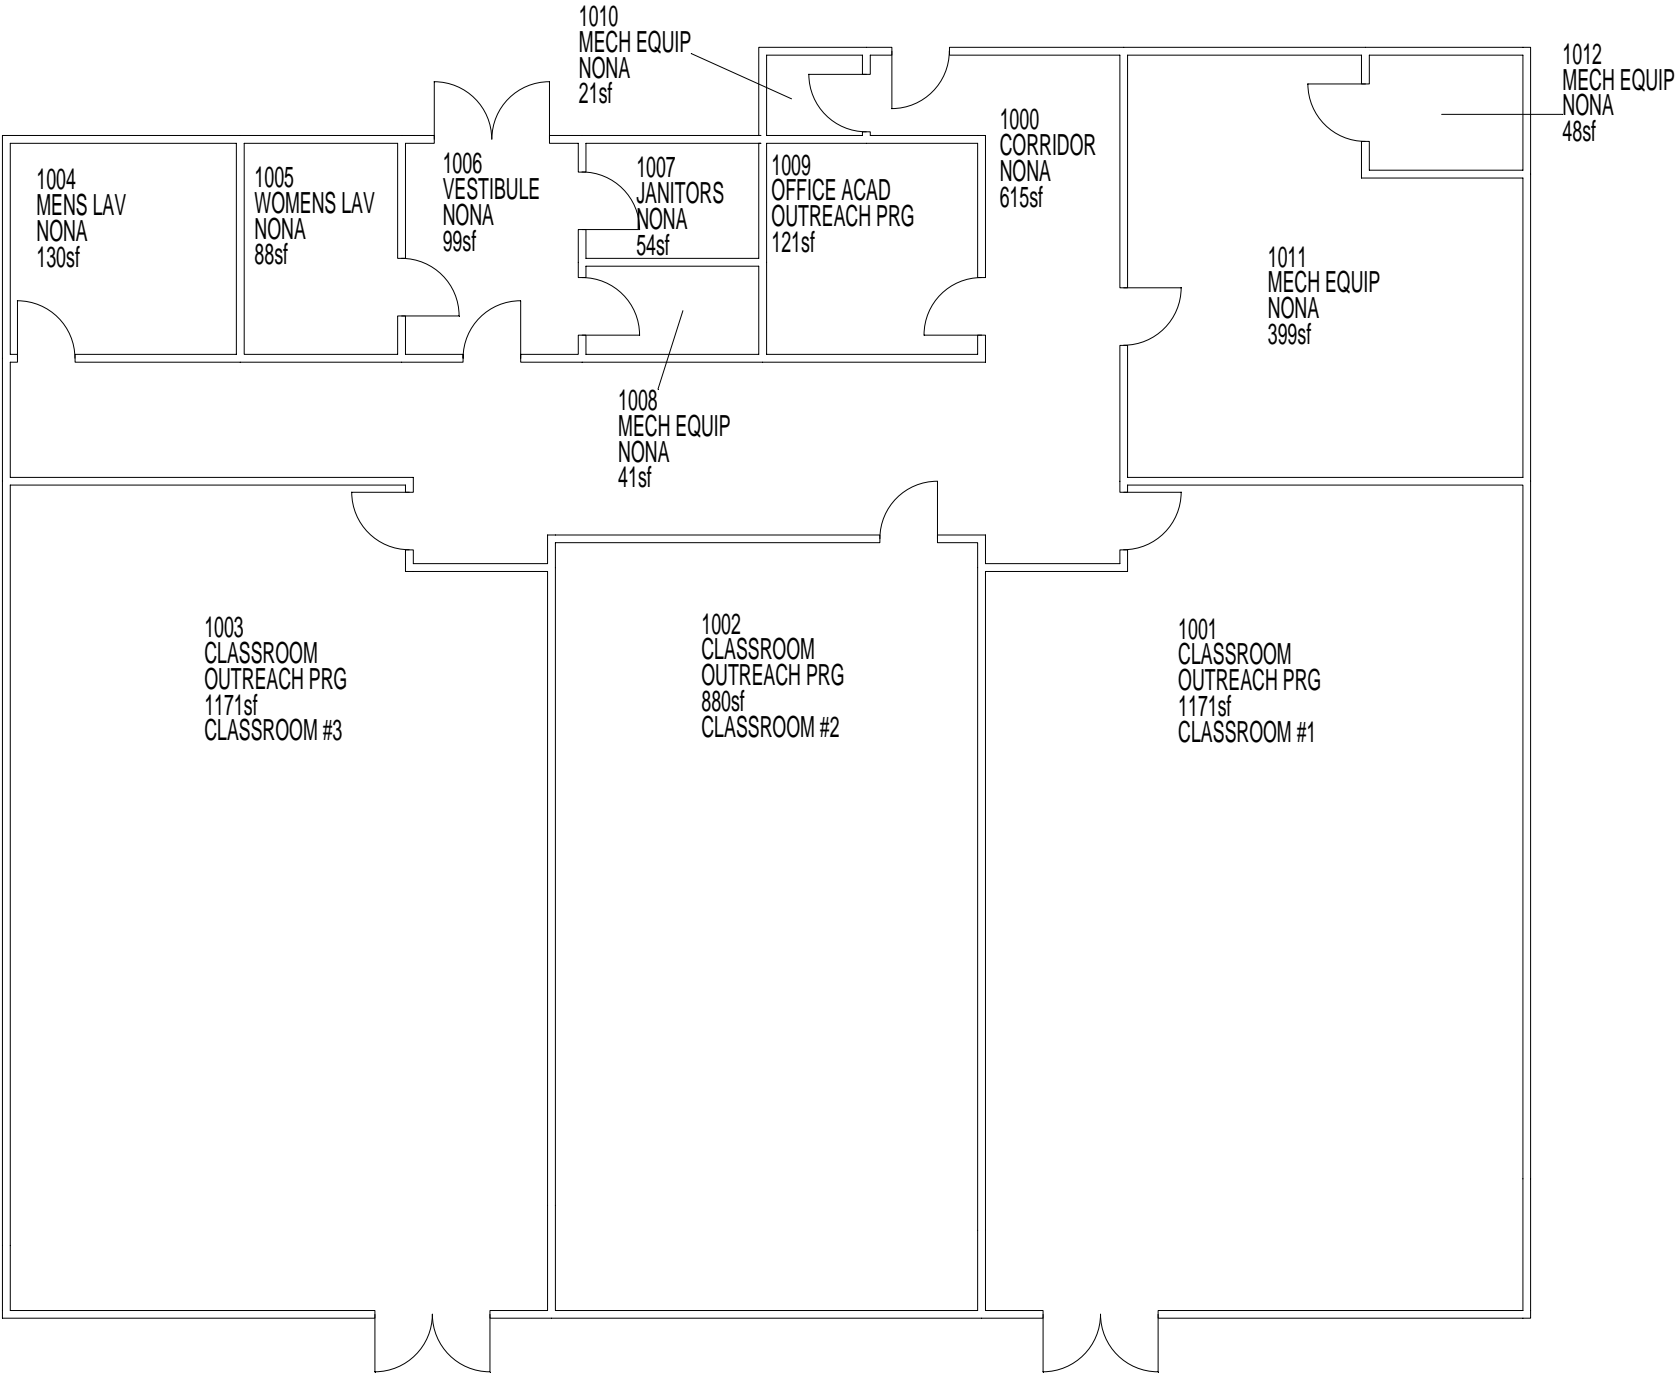 1010
MECH EQUIP
NONA
21sf
1012
MECH EQUIP
NONA
48sf
1000
CORRIDOR
NONA
615sf
1004
MENS LAV
NONA
130sf
1005
WOMENS LAV
NONA
88sf
1006
VESTIBULE
NONA
99sf
1007
JANITORS
NONA
54sf
1009
OFFICE ACAD
OUTREACH PRG
121sf
1011
MECH EQUIP
NONA
399sf
1008
MECH EQUIP
NONA
41sf
1003
CLASSROOM
OUTREACH PRG
1171sf
CLASSROOM #3
1002
CLASSROOM
OUTREACH PRG
880sf
CLASSROOM #2
1001
CLASSROOM
OUTREACH PRG
1171sf
CLASSROOM #1